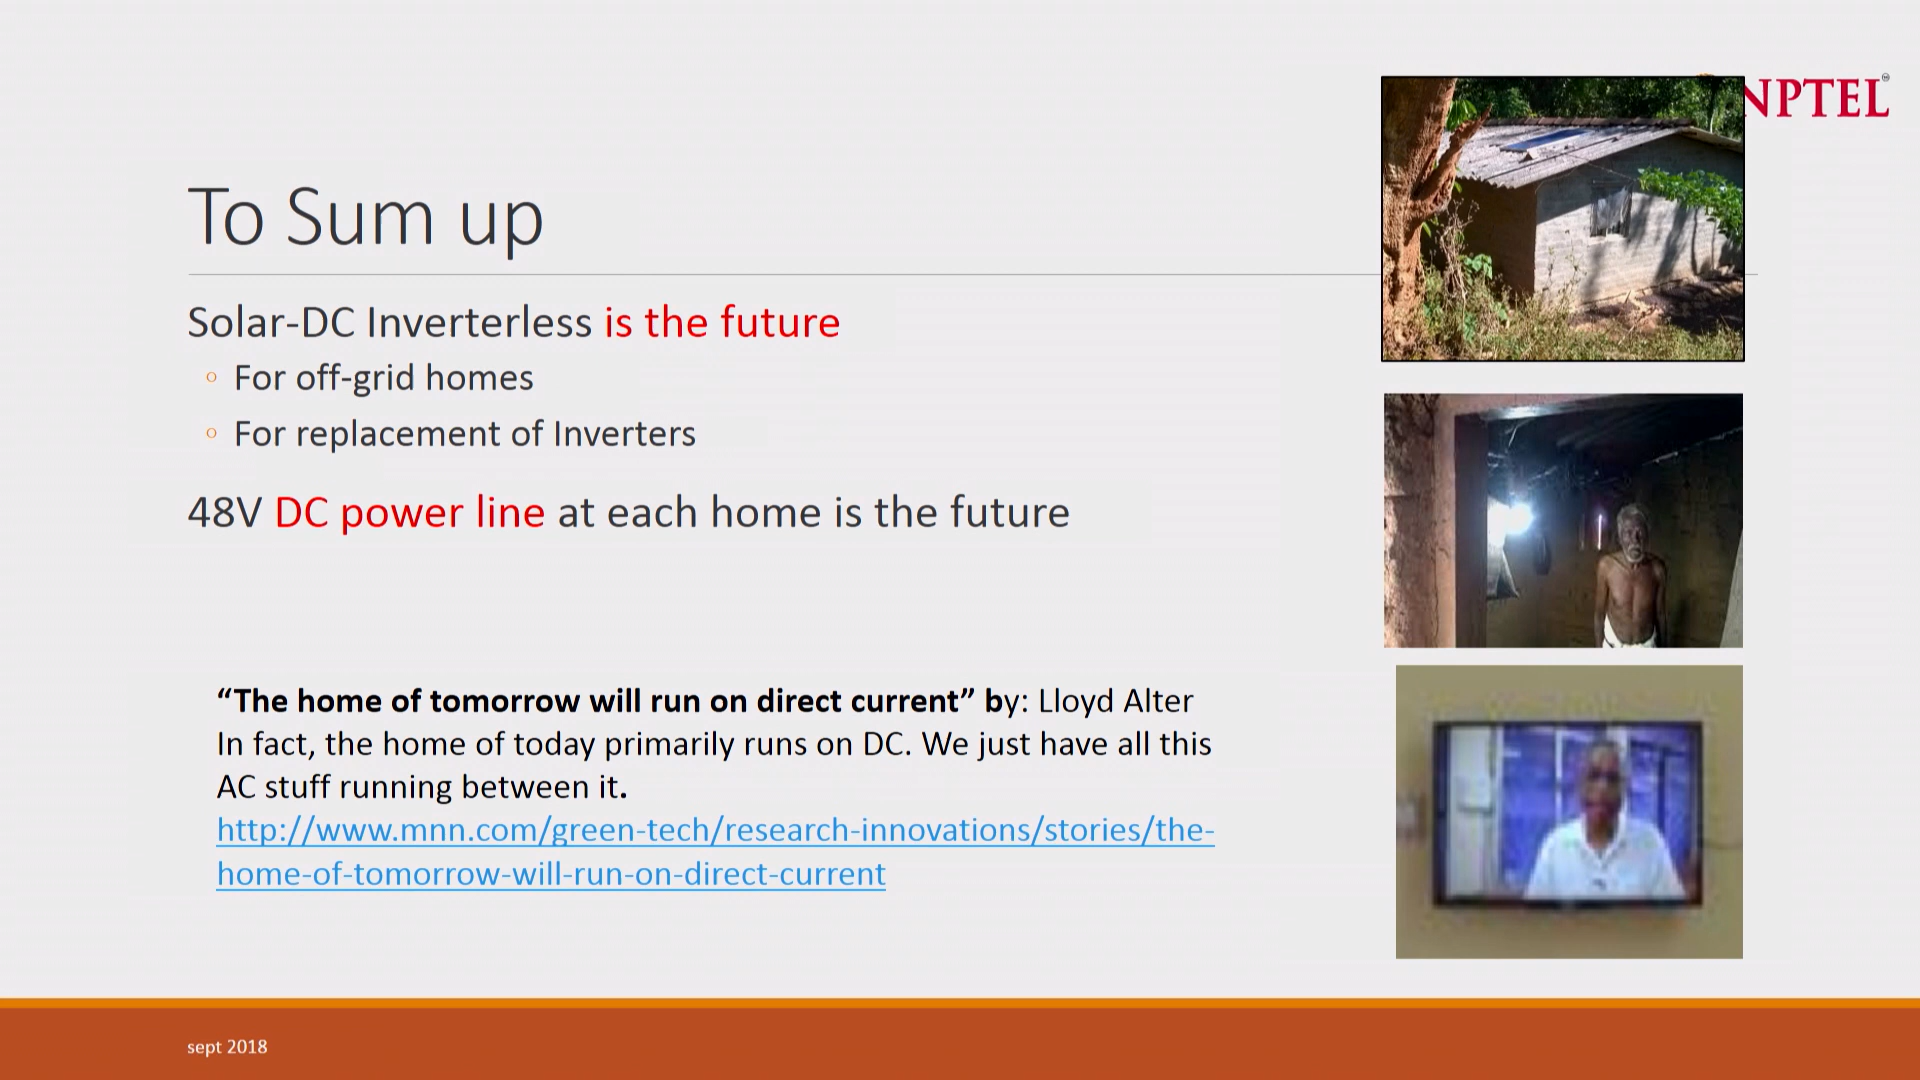 NPTEL
To Sum up
Solar-DC Inverterless is the future
◦ For off-grid homes
◦ For replacement of Inverters
48V DC power line at each home is the future
“The home of tomorrow will run on direct current” by: Lloyd Alter
In fact, the home of today primarily runs on DC. We just have all this
AC stuff running between it.
http://www.mnn.com/green-tech/research-innovations/stories/the-
home-of-tomorrow-will-run-on-direct-current
sept 2018